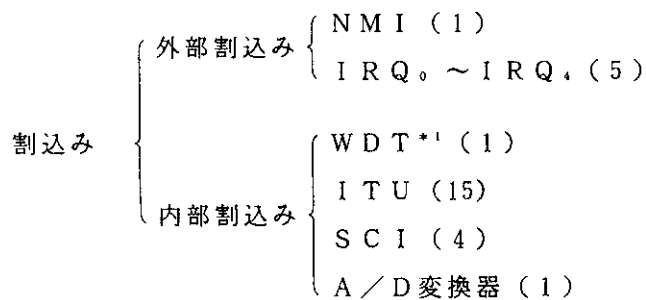 割込み
外部割込み
NMI (1)
IRQ₀ ~ IRQ₄ (5)
内部割込み
WDT*¹ (1)
ITU (15)
SCI (4)
A/D変換器 (1)